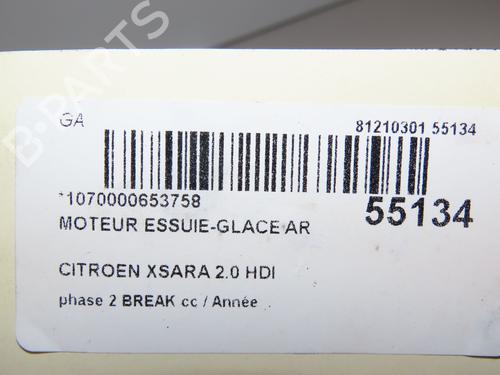 GA
81210301 55134
*1070000653758
55134
MOTEUR ESSUIE-GLACE AR
CITROEN XSARA 2.0 HDI
phase 2 BREAK cc / Année
B-PARTS